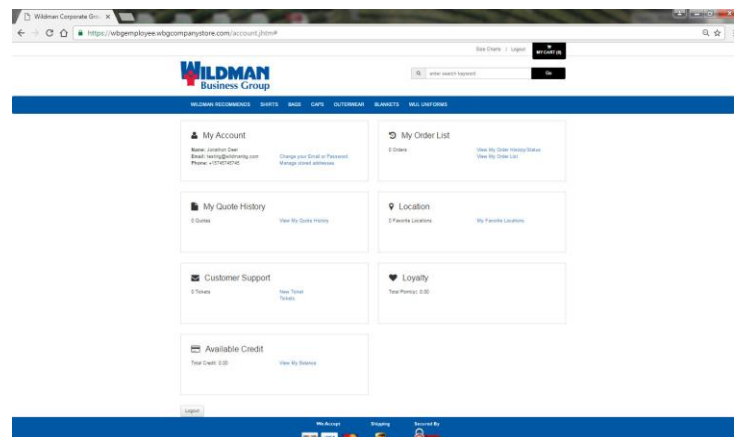 Wildman Corporate Gro
https://wbgemployee.wbgcompanystore.com/account.jhtm#
Size Charts | Logout
MY CART (0)
WILDMAN
Business Group
enter search keyword
Go
WILDMAN RECOMMENDS SHIRTS BAGS CAPS OUTERWEAR BLANKETS WUL UNIFORMS
My Account
Name: Jonathon Deer
Email: testing@wildmanbg.com
Change your Email or Password
Phone: +15745745745
Manage stored addresses
My Order List
0 Orders
View My Order History/Status
View My Order List
My Quote History
0 Quotes
View My Quote History
Location
0 Favorite Locations
My Favorite Locations
Customer Support
0 Tickets
New Ticket
Tickets
Loyalty
Total Point(s): 0.00
Available Credit
Total Credit: 0.00
View My Balance
Logout
We Accept
Shipping
Secured By